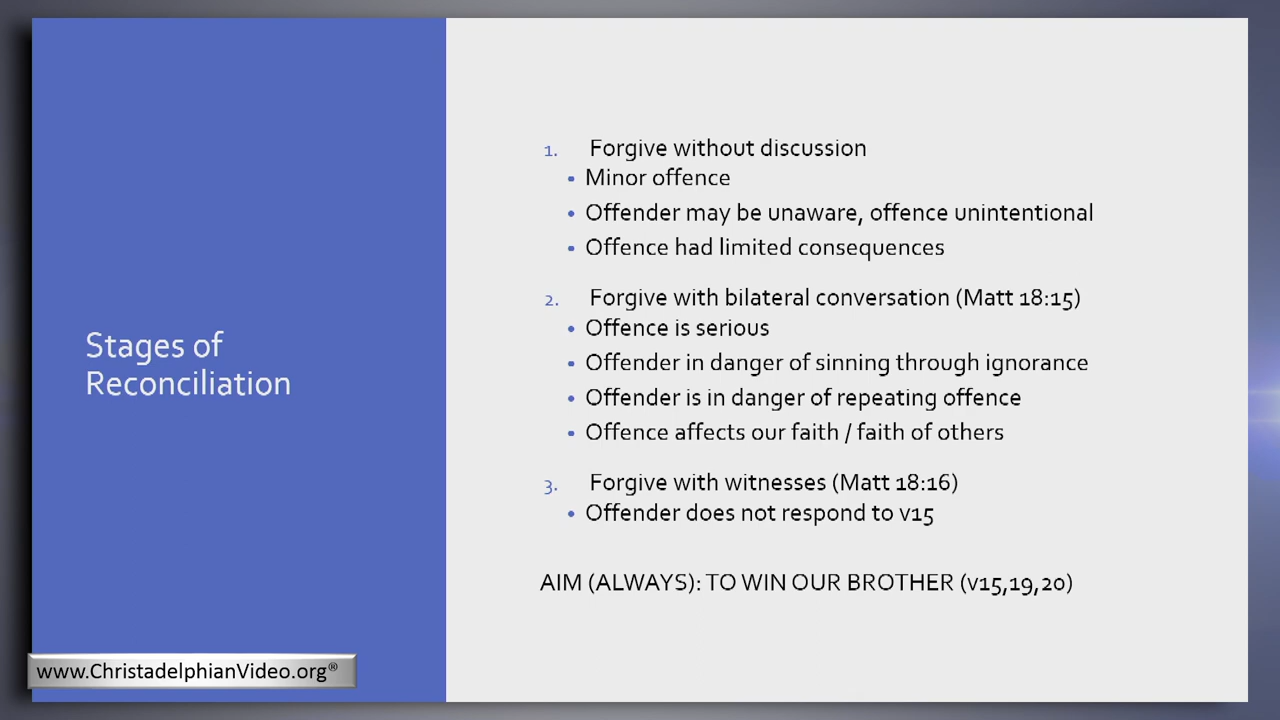 Stages of
Reconciliation
1. Forgive without discussion
• Minor offence
• Offender may be unaware, offence unintentional
• Offence had limited consequences
2. Forgive with bilateral conversation (Matt 18:15)
• Offence is serious
• Offender in danger of sinning through ignorance
• Offender is in danger of repeating offence
• Offence affects our faith / faith of others
3. Forgive with witnesses (Matt 18:16)
• Offender does not respond to v15
AIM (ALWAYS): TO WIN OUR BROTHER (v15,19,20)
www.ChristadelphianVideo.org®